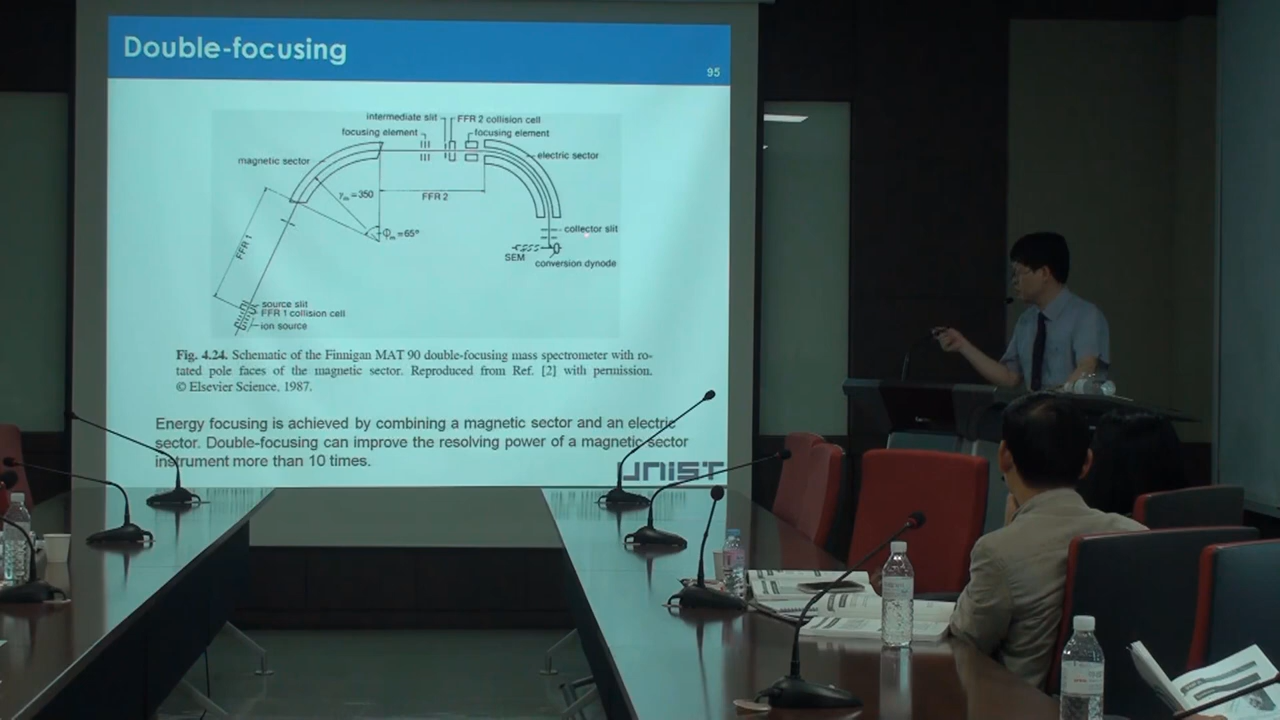 Double-focusing
95
intermediate slit
FFR 2 collision cell
focusing element
focusing element
magnetic sector
electric sector
rₘ=350
FFR 2
Φₘ=65°
FFR 1
collector slit
SEM
conversion dynode
source slit
FFR 1 collision cell
ion source
Fig. 4.24. Schematic of the Finnigan MAT 90 double-focusing mass spectrometer with ro-
tated pole faces of the magnetic sector. Reproduced from Ref. [2] with permission.
© Elsevier Science, 1987.
Energy focusing is achieved by combining a magnetic sector and an electric
sector. Double-focusing can improve the resolving power of a magnetic sector
instrument more than 10 times.
UNIST